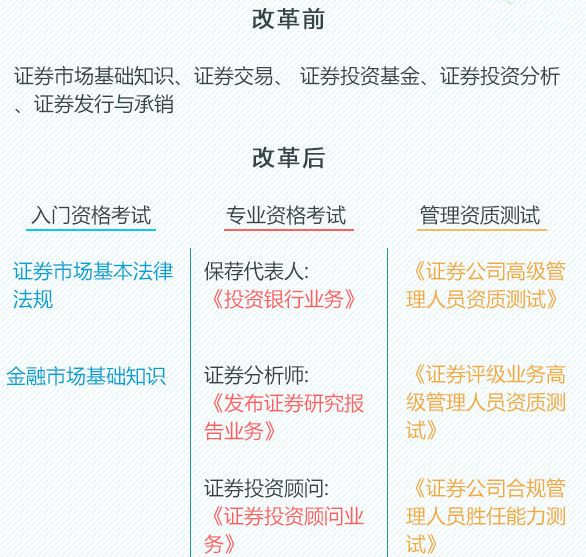 改革前
证券市场基础知识、证券交易、 证券投资基金、证券投资分析
、证券发行与承销
改革后
入门资格考试
专业资格考试
管理资质测试
证券市场基本法律
法规
金融市场基础知识
保荐代表人:
《投资银行业务》
证券分析师:
《发布证券研究报
告业务》
证券投资顾问:
《证券投资顾问业
务》
《证券公司高级管
理人员资质测试》
《证券评级业务高
级管理人员资质测
试》
《证券公司合规管
理人员胜任能力测
试》